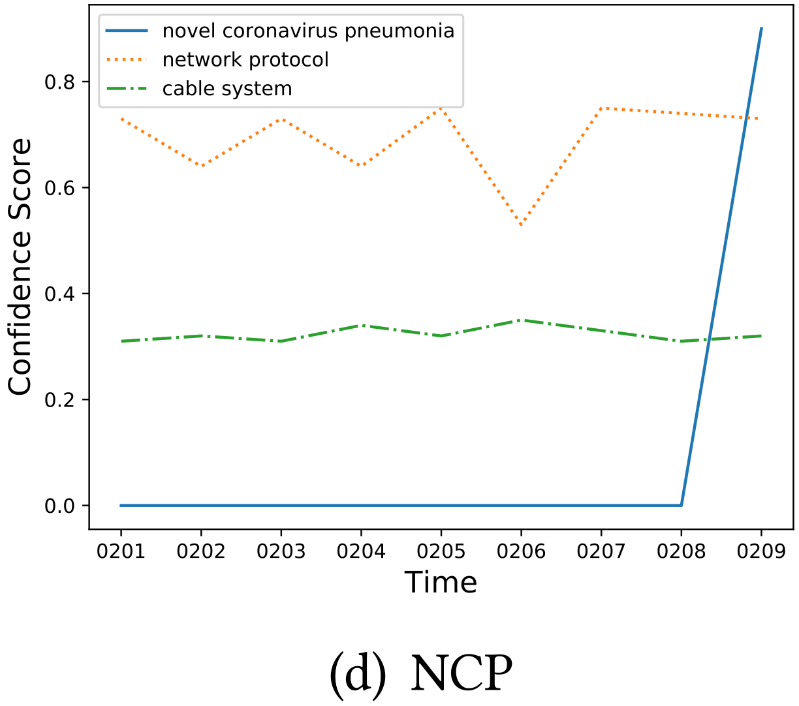 novel coronavirus pneumonia
network protocol
cable system
Confidence Score
0.8
0.6
0.4
0.2
0.0
0201 0202 0203 0204 0205 0206 0207 0208 0209
Time
(d) NCP